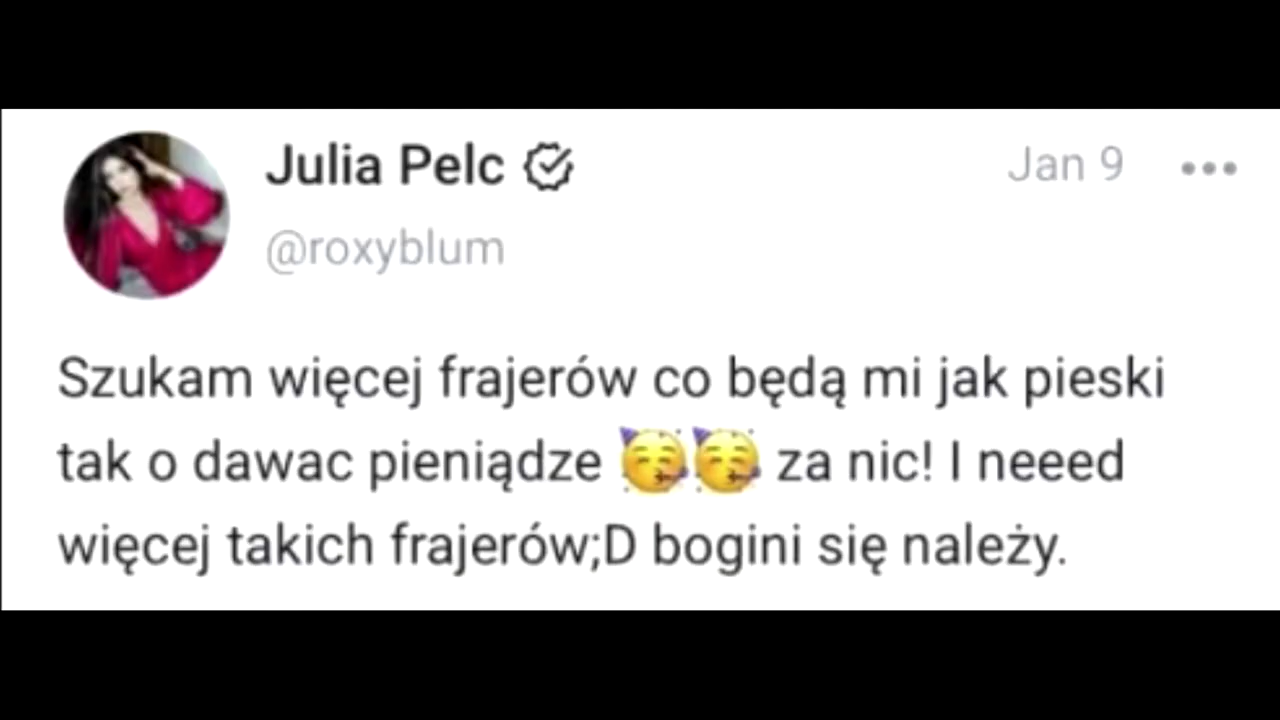 Julia Pelc
Jan 9
@roxyblum
Szukam więcej frajerów co będą mi jak pieski
tak o dawac pieniądze 🥳🥳 za nic! I neeed
więcej takich frajerów;D bogini się należy.